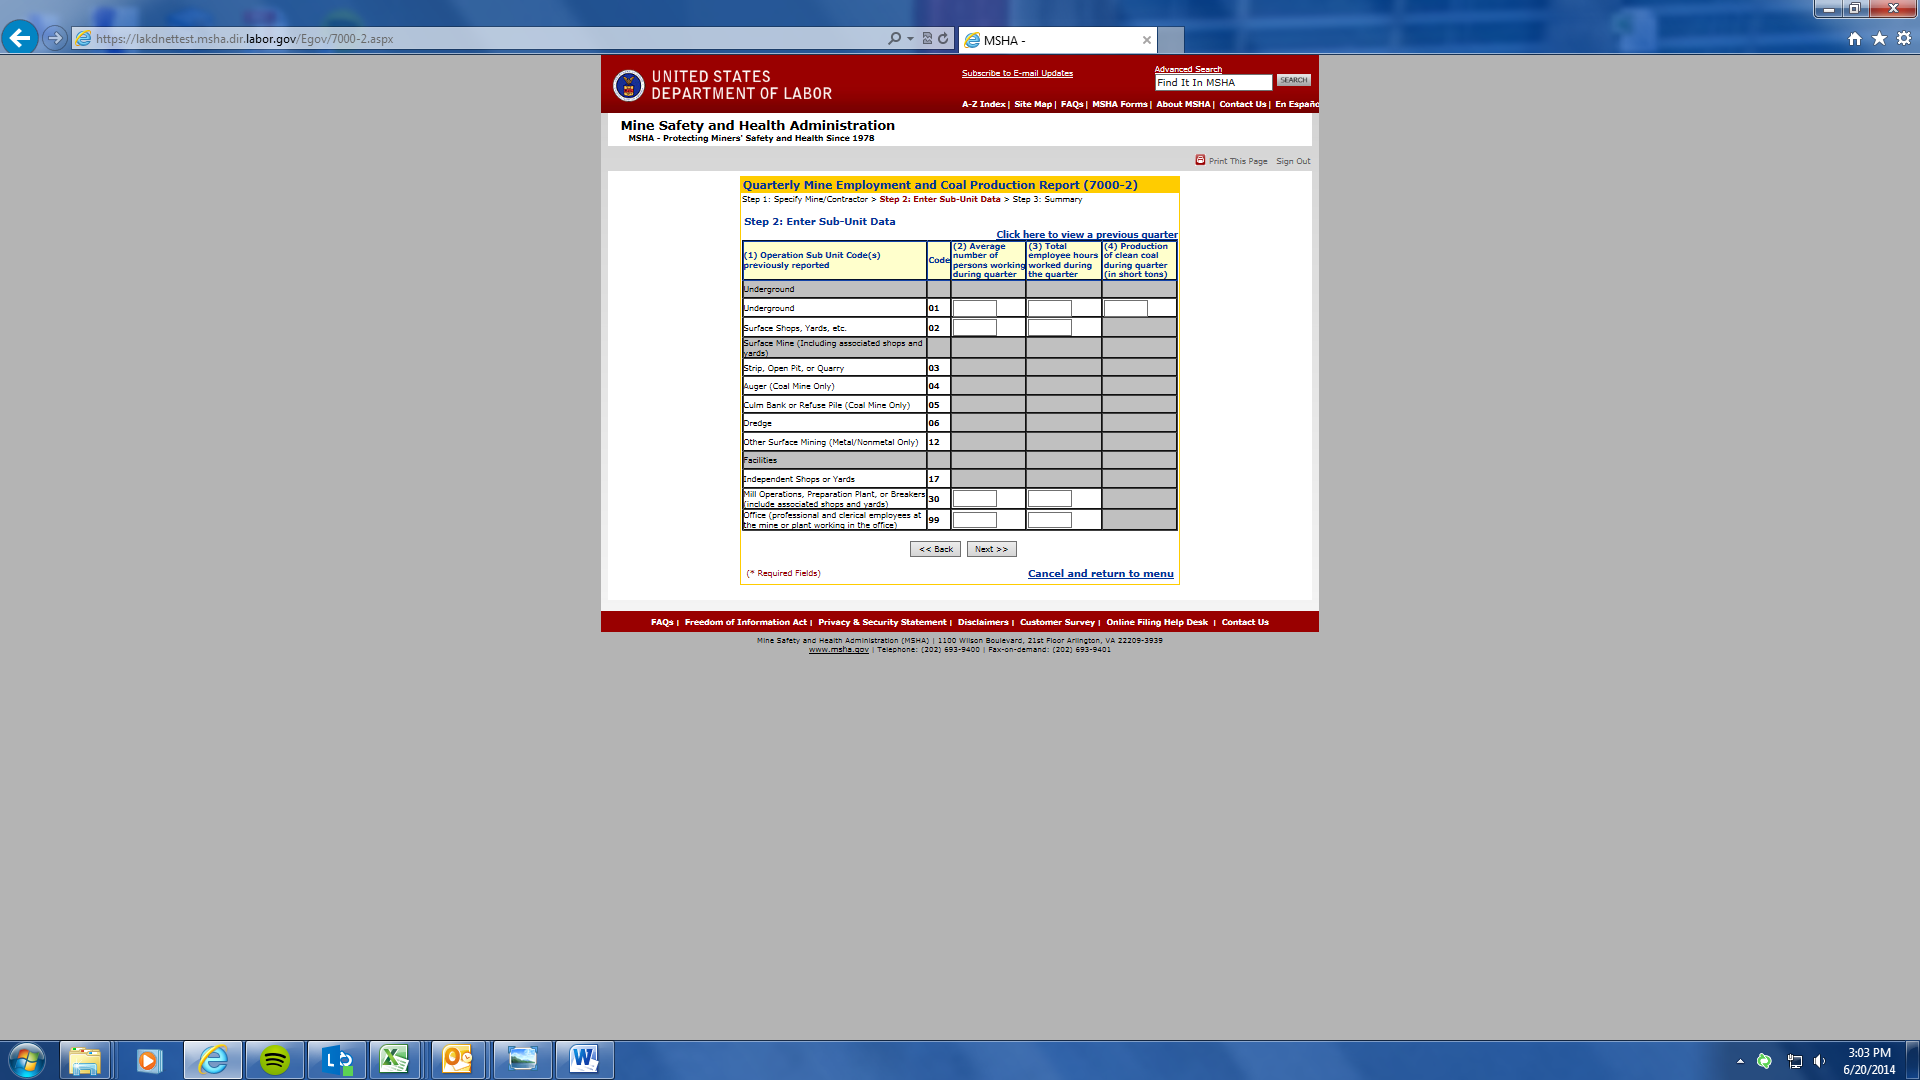 https://lakdnettest.msha.dir.labor.gov/Egov/7000-2.aspx
MSHA -
UNITED STATES
DEPARTMENT OF LABOR
Subscribe to E-mail Updates
Advanced Search
Find It In MSHA
SEARCH
A-Z Index | Site Map | FAQs | MSHA Forms | About MSHA | Contact Us | En Españo
Mine Safety and Health Administration
MSHA - Protecting Miners' Safety and Health Since 1978
Print This Page Sign Out
Quarterly Mine Employment and Coal Production Report (7000-2)
Step 1: Specify Mine/Contractor > Step 2: Enter Sub-Unit Data > Step 3: Summary
Step 2: Enter Sub-Unit Data
Click here to view a previous quarter
(1) Operation Sub Unit Code(s)
previously reported
Code
(2) Average
number of
persons working
during quarter
(3) Total
employee hours
worked during
the quarter
(4) Production
of clean coal
during quarter
(in short tons)
Underground
Underground 01
Surface Shops, Yards, etc. 02
Surface Mine (Including associated shops and
yards)
Strip, Open Pit, or Quarry 03
Auger (Coal Mine Only) 04
Culm Bank or Refuse Pile (Coal Mine Only) 05
Dredge 06
Other Surface Mining (Metal/Nonmetal Only) 12
Facilities
Independent Shops or Yards 17
Mill Operations, Preparation Plant, or Breakers
(include associated shops and yards) 30
Office (professional and clerical employees at
the mine or plant working in the office) 99
<< Back Next >>
(* Required Fields)
Cancel and return to menu
FAQs | Freedom of Information Act | Privacy & Security Statement | Disclaimers | Customer Survey | Online Filing Help Desk | Contact Us
Mine Safety and Health Administration (MSHA) | 1100 Wilson Boulevard, 21st Floor Arlington, VA 22209-3939
www.msha.gov | Telephone: (202) 693-9400 | Fax-on-demand: (202) 693-9401
3:03 PM
6/20/2014